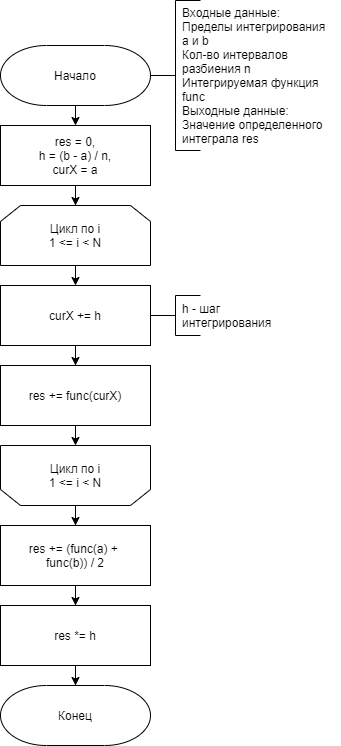 Начало
Входные данные:
Пределы интегрирования
a и b
Кол-во интервалов
разбиения n
Интегрируемая функция
func
Выходные данные:
Значение определенного
интеграла res
res = 0,
h = (b - a) / n,
curX = a
Цикл по i
1 <= i < N
curX += h
h - шаг
интегрирования
res += func(curX)
Цикл по i
1 <= i < N
res += (func(a) +
func(b)) / 2
res *= h
Конец